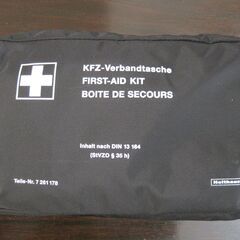 KFZ-Verbandtasche
FIRST-AID KIT
BOITE DE SECOURS
Inhalt nach DIN 13 164
(StVZO § 35 h)
Teile-Nr. 7 261 178